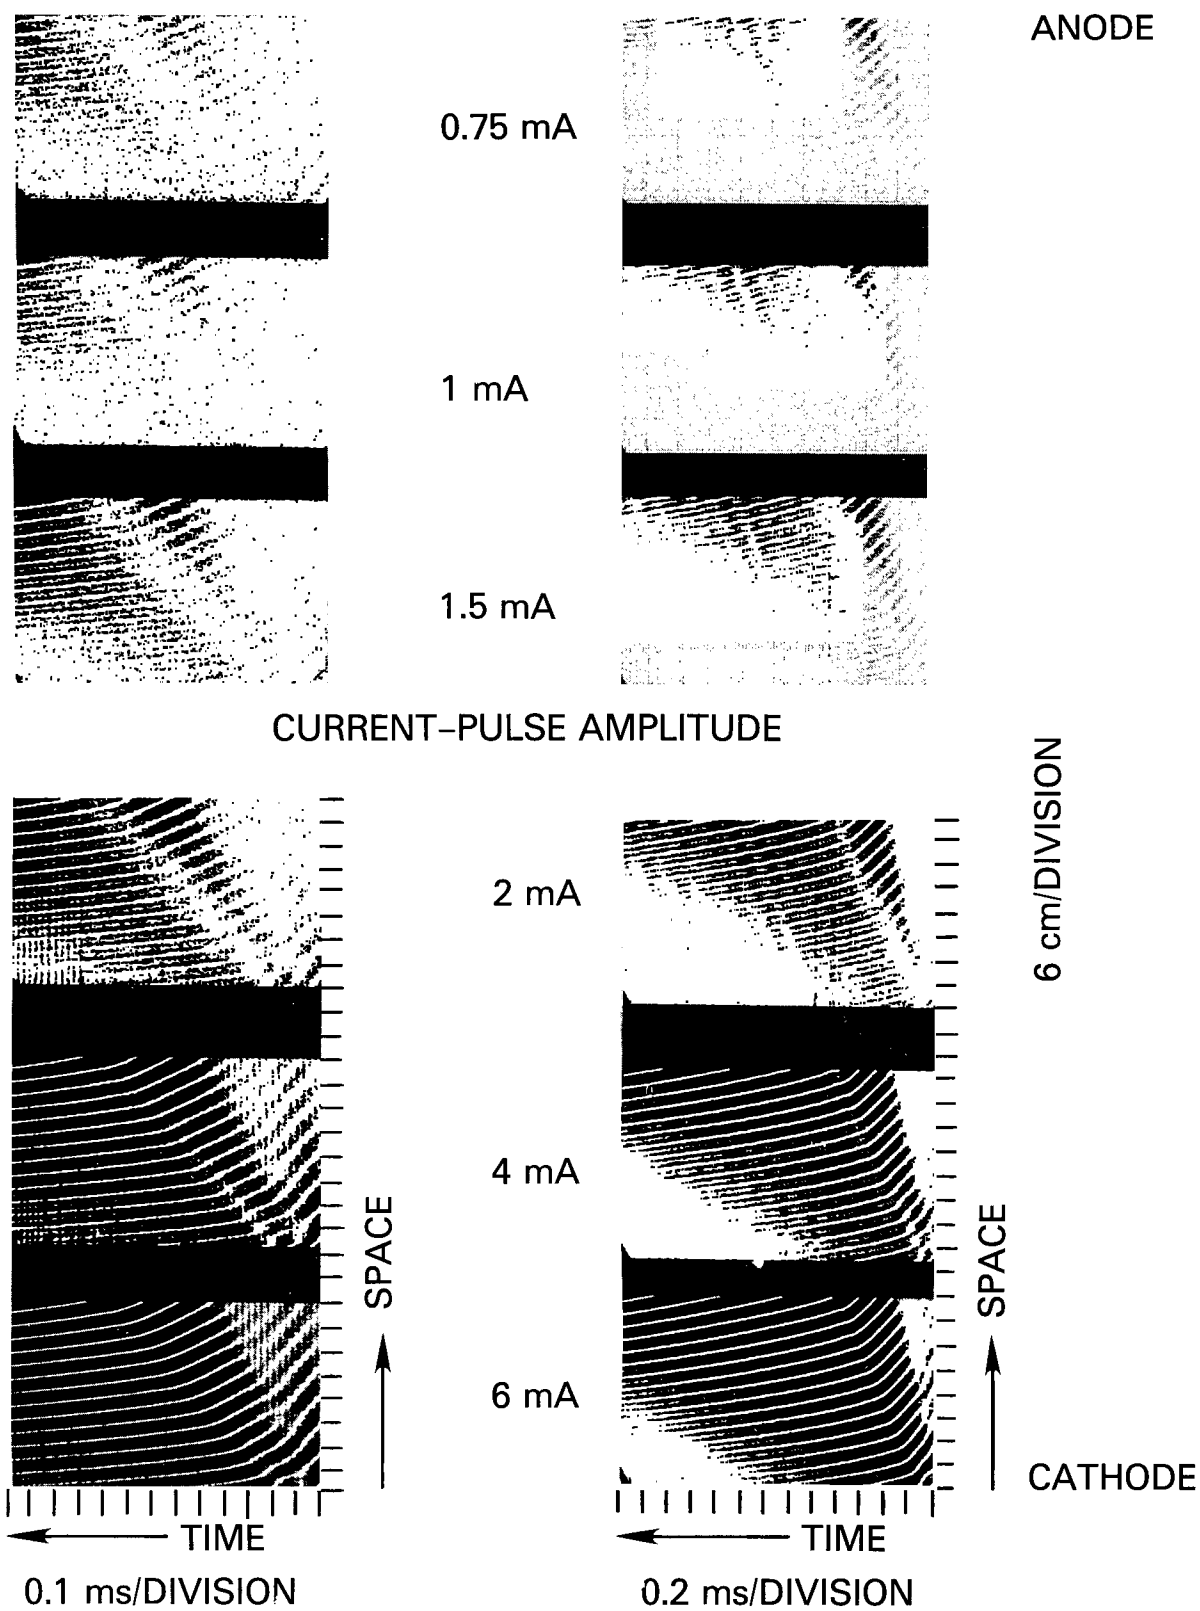 ANODE
0.75 mA
1 mA
1.5 mA
CURRENT–PULSE AMPLITUDE
6 cm/DIVISION
2 mA
4 mA
SPACE
SPACE
6 mA
CATHODE
TIME
TIME
0.1 ms/DIVISION
0.2 ms/DIVISION